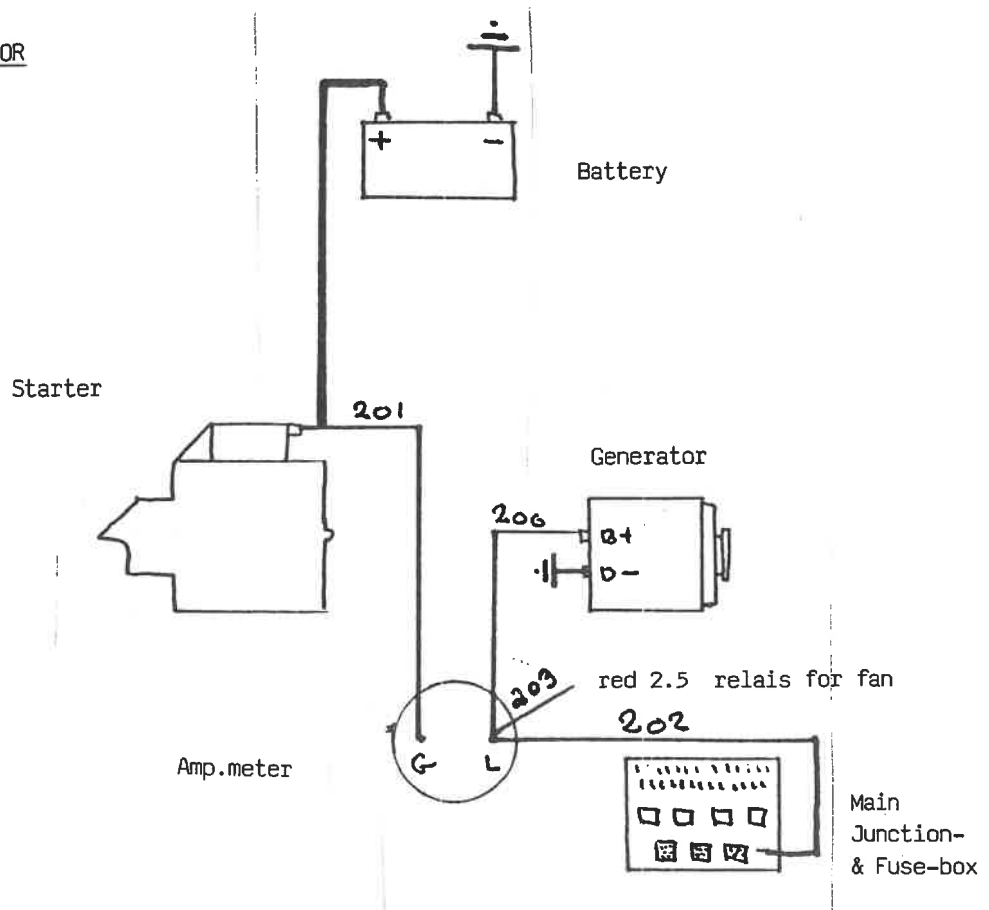 OR
+ -
Battery
Starter
201
Generator
206
B+
D-
203
red 2.5 relais for fan
202
Amp.meter
G L
Main
Junction-
& Fuse-box